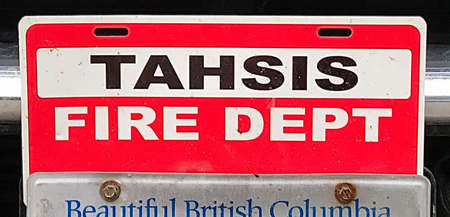 TAHSIS
FIRE DEPT
Beautiful British Columbia